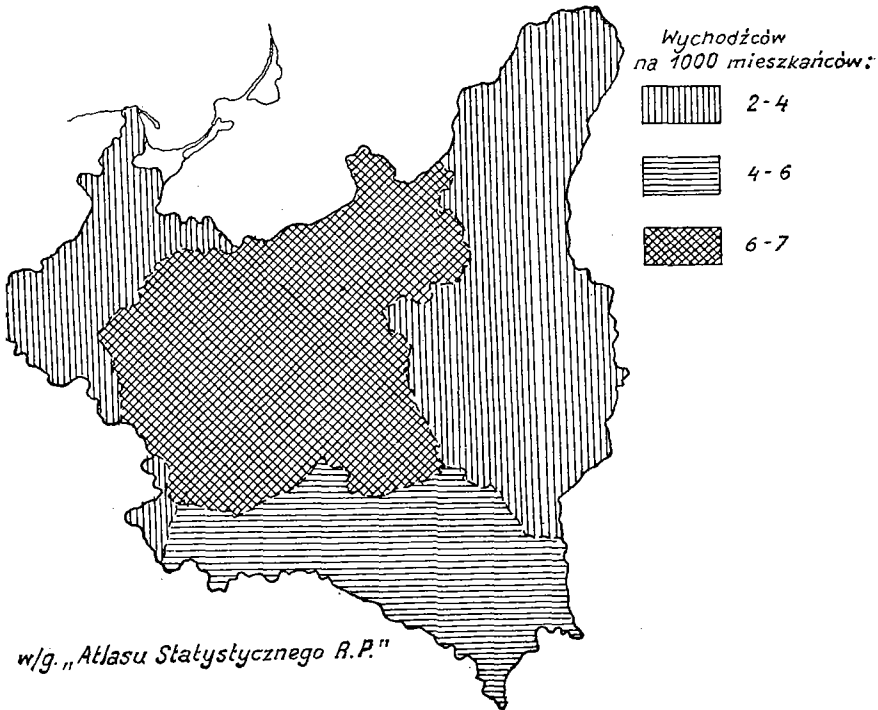 Wychodźców
na 1000 mieszkańców:
2-4
4-6
6-7
w/g. „Atlasu Statystycznego R.P."